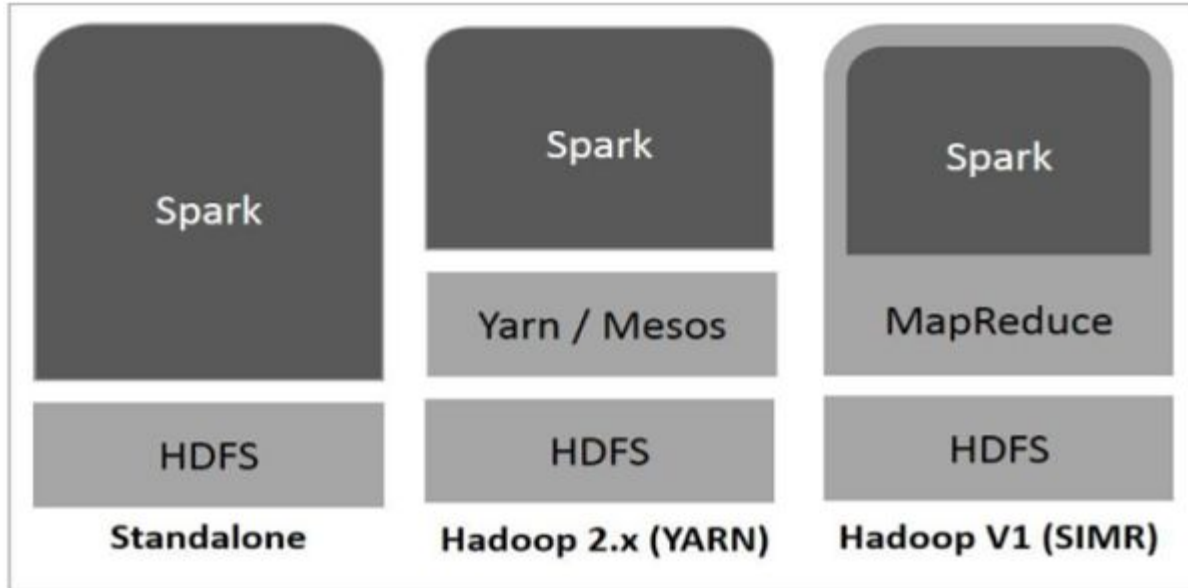 Spark
HDFS
Standalone
Spark
Yarn / Mesos
HDFS
Hadoop 2.x (YARN)
Spark
MapReduce
HDFS
Hadoop V1 (SIMR)